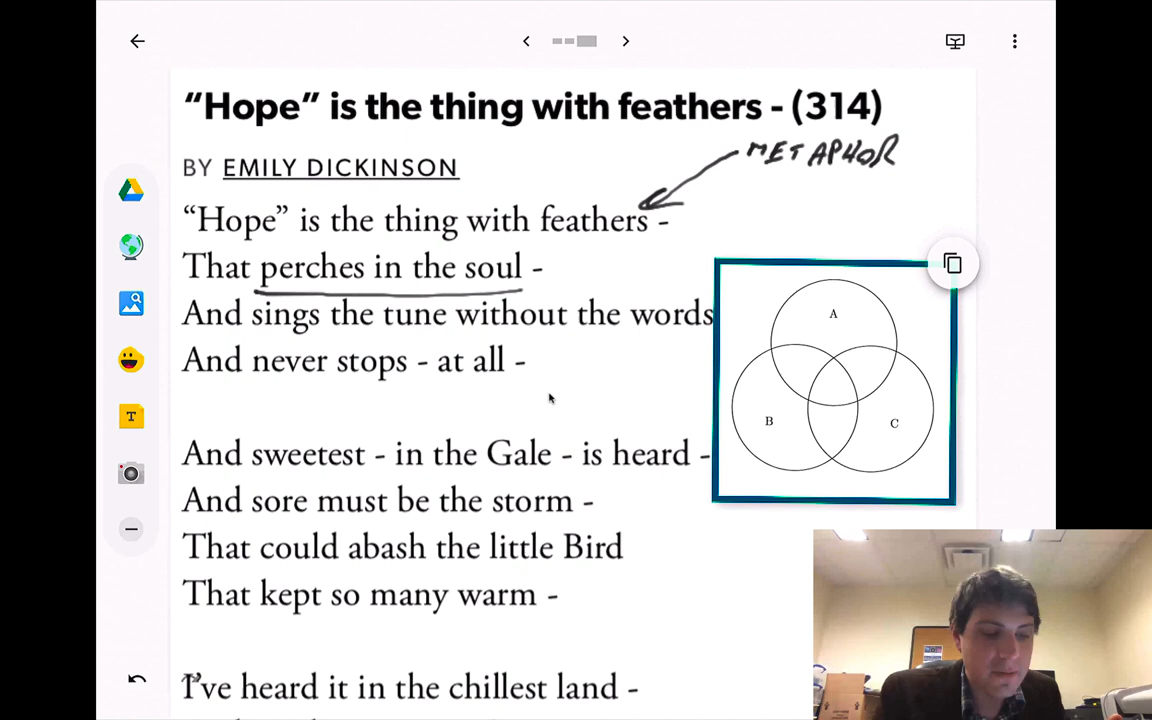 “Hope” is the thing with feathers - (314)
METAPHOR
BY EMILY DICKINSON
“Hope” is the thing with feathers -
That perches in the soul -
And sings the tune without the words
And never stops - at all -
And sweetest - in the Gale - is heard -
And sore must be the storm -
That could abash the little Bird
That kept so many warm -
I’ve heard it in the chillest land -
A
B
C
T